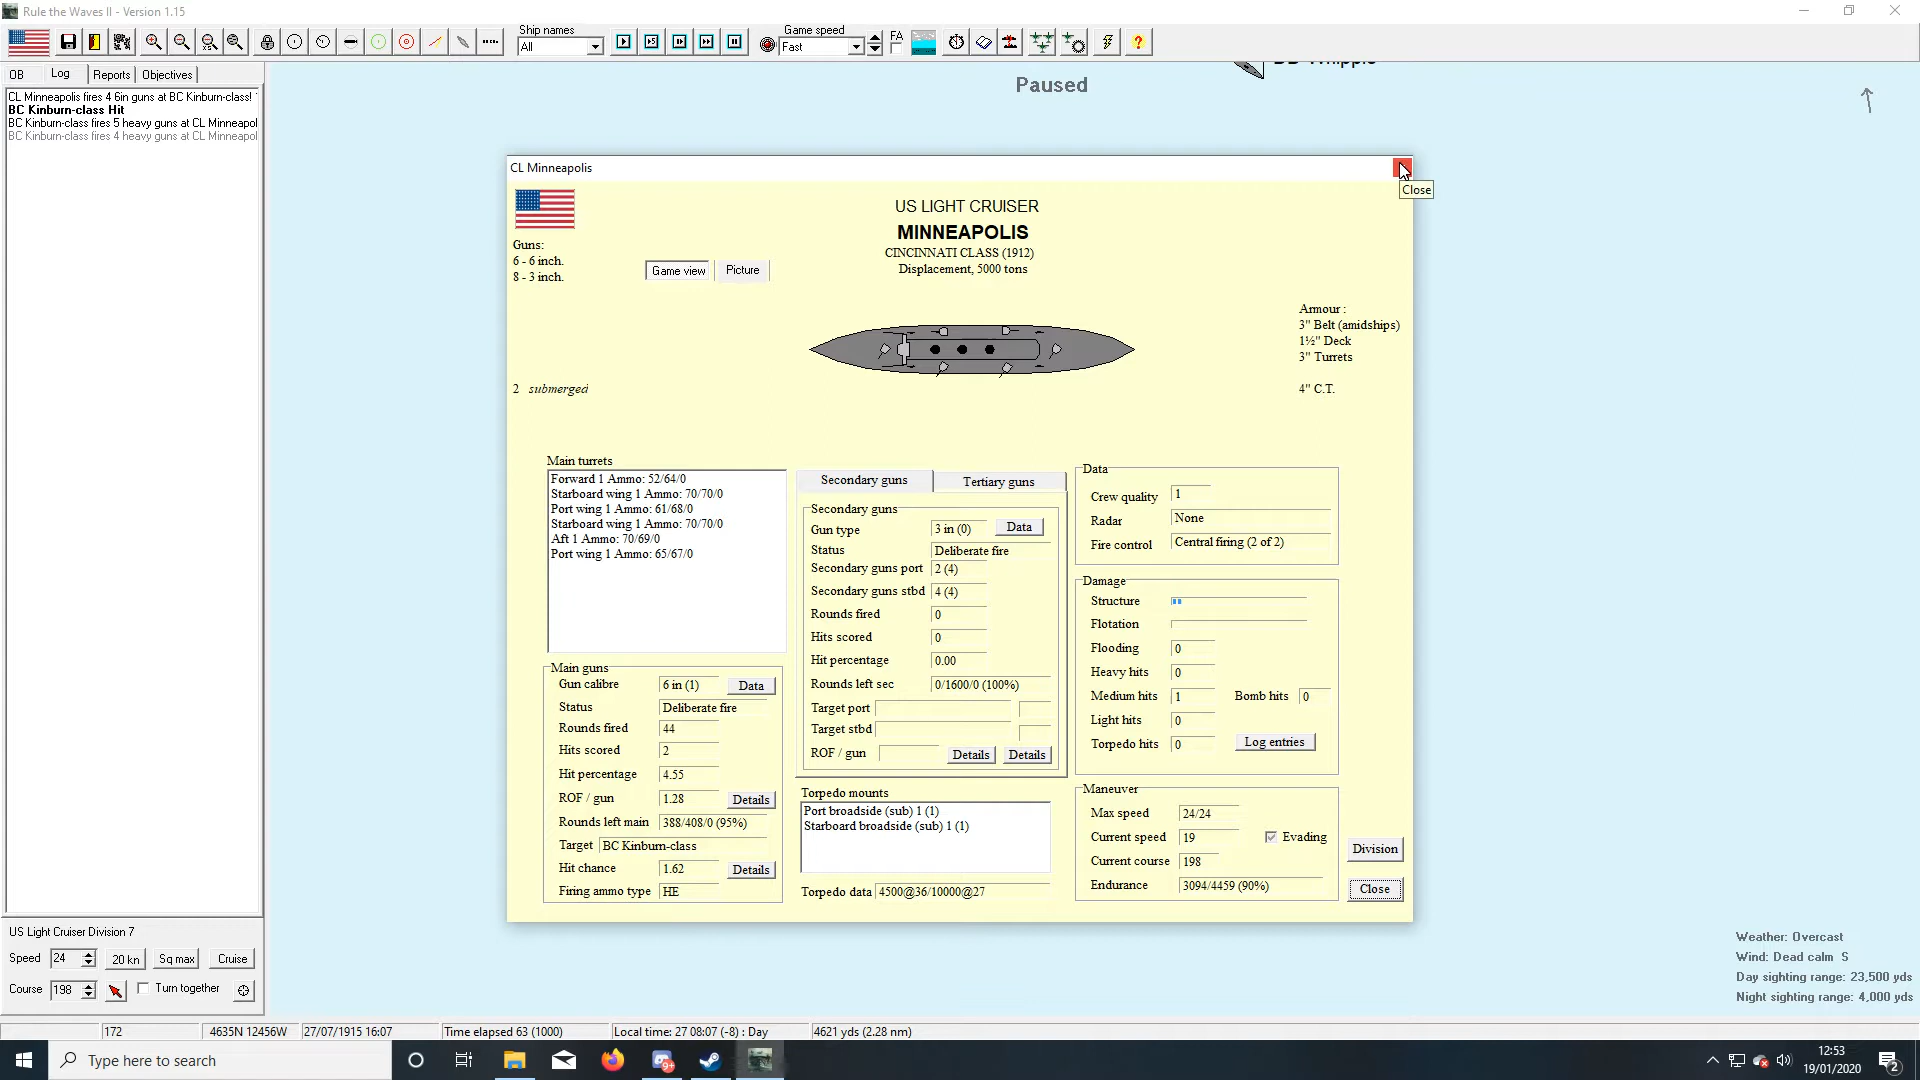 Rule the Waves II - Version 1.15
Ship names
All
Game speed
Fast
FA
OB
Log
Reports
Objectives
CL Minneapolis fires 4 6in guns at BC Kinburn-class!
BC Kinburn-class Hit
BC Kinburn-class fires 5 heavy guns at CL Minneapol
BC Kinburn-class fires 4 heavy guns at CL Minneapol
Paused
CL Minneapolis
Close
US LIGHT CRUISER
MINNEAPOLIS
CINCINNATI CLASS (1912)
Displacement, 5000 tons
Guns:
6 - 6 inch.
8 - 3 inch.
Game view
Picture
Armour :
3" Belt (amidships)
1½" Deck
3" Turrets
4" C.T.
2 submerged
Main turrets
Forward 1 Ammo: 52/64/0
Starboard wing 1 Ammo: 70/70/0
Port wing 1 Ammo: 61/68/0
Starboard wing 1 Ammo: 70/70/0
Aft 1 Ammo: 70/69/0
Port wing 1 Ammo: 65/67/0
Main guns
Gun calibre 6 in (1) Data
Status Deliberate fire
Rounds fired 44
Hits scored 2
Hit percentage 4.55
ROF / gun 1.28 Details
Rounds left main 388/408/0 (95%)
Target BC Kinburn-class
Hit chance 1.62 Details
Firing ammo type HE
Secondary guns
Tertiary guns
Secondary guns
Gun type 3 in (0) Data
Status Deliberate fire
Secondary guns port 2 (4)
Secondary guns stbd 4 (4)
Rounds fired 0
Hits scored 0
Hit percentage 0.00
Rounds left sec 0/1600/0 (100%)
Target port
Target stbd
ROF / gun Details Details
Torpedo mounts
Port broadside (sub) 1 (1)
Starboard broadside (sub) 1 (1)
Torpedo data 4500@36/10000@27
Data
Crew quality 1
Radar None
Fire control Central firing (2 of 2)
Damage
Structure
Flotation
Flooding 0
Heavy hits 0
Medium hits 1 Bomb hits 0
Light hits 0
Torpedo hits 0 Log entries
Maneuver
Max speed 24/24
Current speed 19 Evading
Current course 198
Endurance 3094/4459 (90%)
Division
Close
US Light Cruiser Division 7
Speed 24 20 kn Sq max Cruise
Course 198 Turn together
Weather: Overcast
Wind: Dead calm S
Day sighting range: 23,500 yds
Night sighting range: 4,000 yds
172 4635N 12456W 27/07/1915 16:07 Time elapsed 63 (1000) Local time: 27 08:07 (-8) : Day 4621 yds (2.28 nm)
Type here to search
9+
12:53
19/01/2020
2